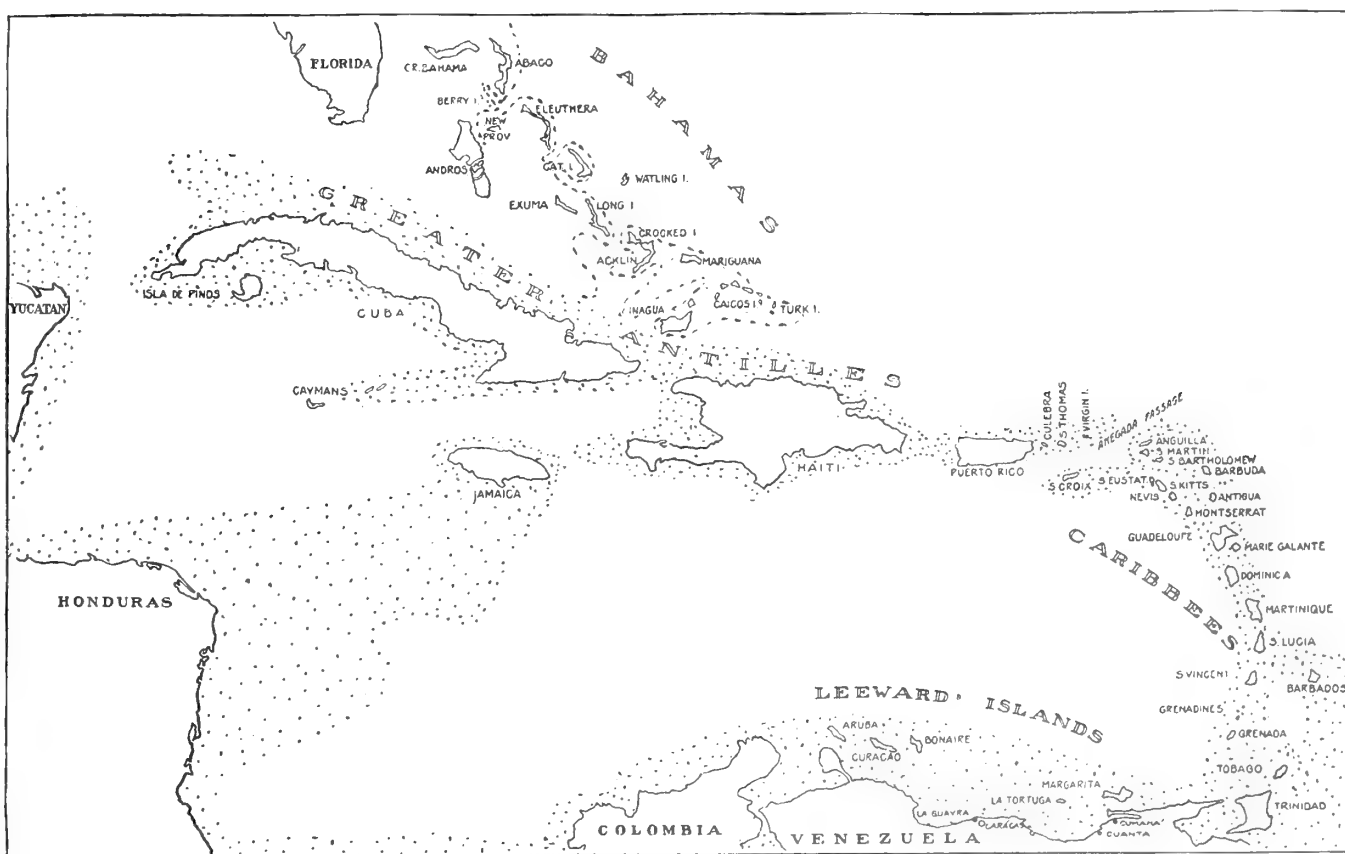 FLORIDA
GR. BAHAMA
ABACO
BAHAMAS
BERRY I.
ELEUTHERA
NEW
PROV
ANDROS
CAT. I
WATLING I.
GREATER ANTILLES
EXUMA
LONG I
CROOKED I
ACKLIN
MARIGUANA
ISLA DE PINOS
YUCATAN
CUBA
INAGUA
CAICOS Is
TURK I.
CAYMANS
CULEBRA
S THOMAS
VIRGIN I.
ANEGADA PASSAGE
ANGUILLA
S MARTIN
S BARTHOLOMEW
BARBUDA
HAITI
PUERTO RICO
S CROIX
S EUSTAT
S KITTS
NEVIS
ANTIGUA
MONTSERRAT
JAMAICA
GUADELOUPE
MARIE GALANTE
CARIBBEES
DOMINICA
HONDURAS
MARTINIQUE
S. LUCIA
S VINCENT
BARBADOS
LEEWARD. ISLANDS
GRENADINES
ARUBA
BONAIRE
CURACAO
GRENADA
TOBAGO
MARGARITA
LA TORTUGA
TRINIDAD
LA GUAYRA
CARACAS
CUMANA
CUANTA
COLOMBIA
VENEZUELA